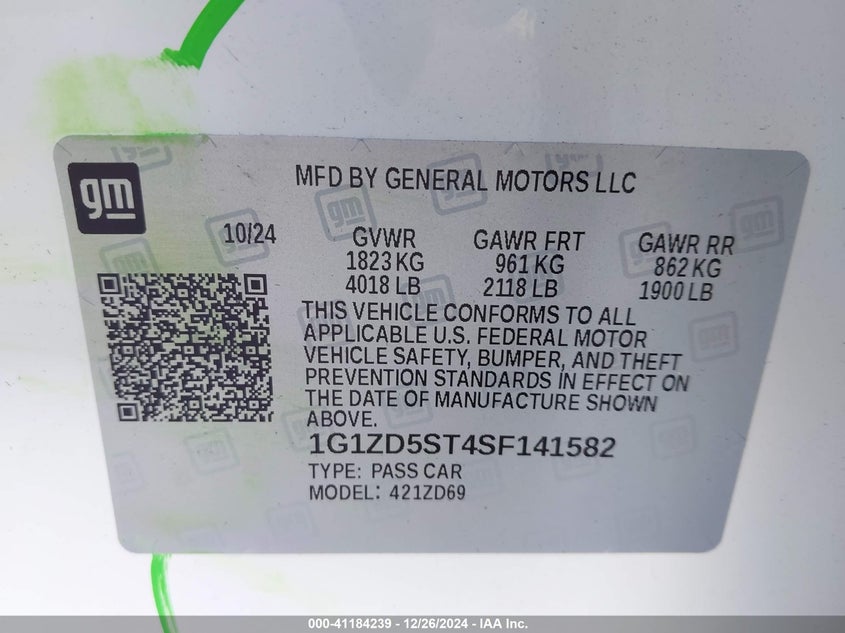 gm
MFD BY GENERAL MOTORS LLC
10/24
GVWR
1823 KG
4018 LB
GAWR FRT
961 KG
2118 LB
GAWR RR
862 KG
1900 LB
THIS VEHICLE CONFORMS TO ALL
APPLICABLE U.S. FEDERAL MOTOR
VEHICLE SAFETY, BUMPER, AND THEFT
PREVENTION STANDARDS IN EFFECT ON
THE DATE OF MANUFACTURE SHOWN
ABOVE.
1G1ZD5ST4SF141582
TYPE: PASS CAR
MODEL: 421ZD69
000-41184239 - 12/26/2024 - IAA Inc.